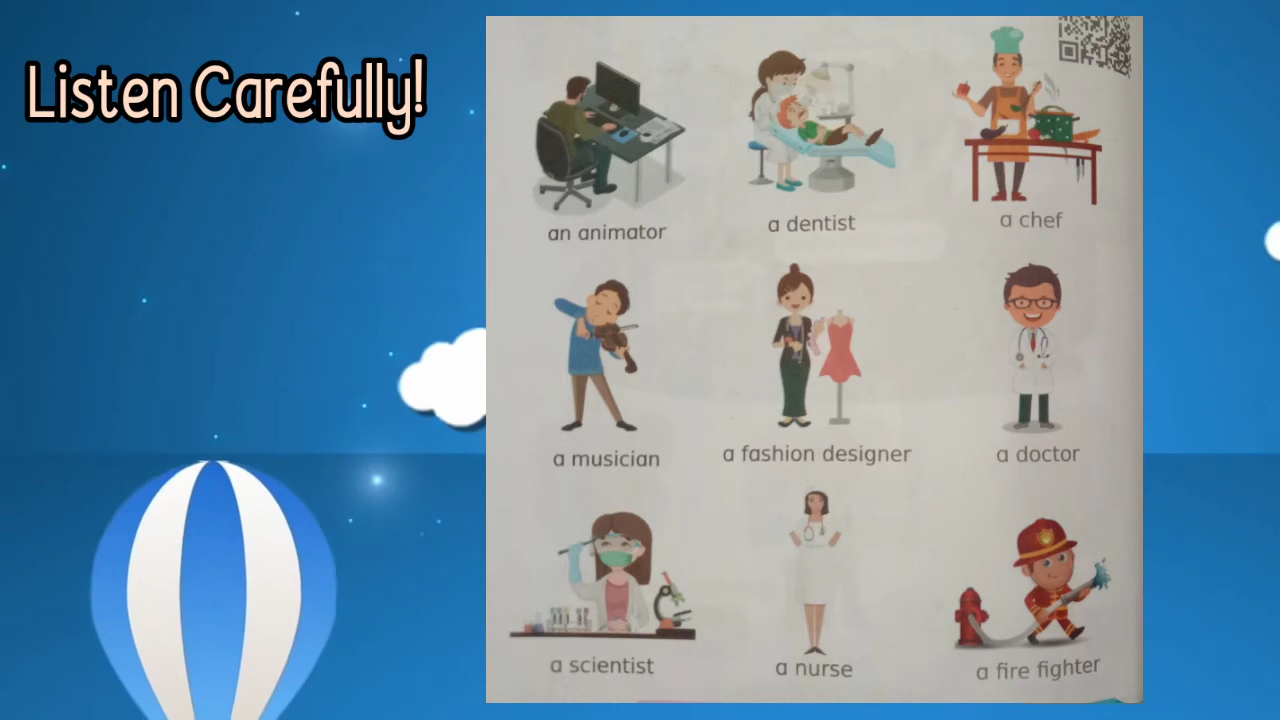 Listen Carefully!
an animator
a dentist
a chef
a musician
a fashion designer
a doctor
a scientist
a nurse
a fire fighter